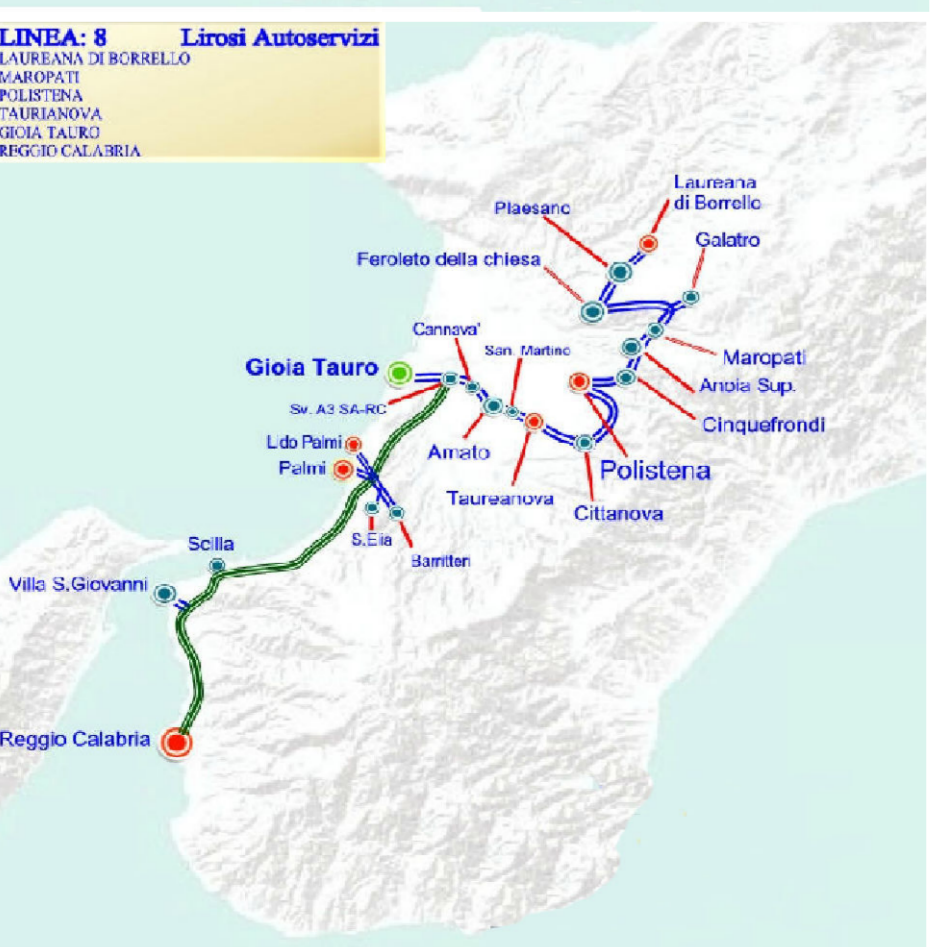 LINEA: 8 Lirosi Autoservizi
LAUREANA DI BORRELLO
MAROPATI
POLISTENA
TAURIANOVA
GIOIA TAURO
REGGIO CALABRIA
Laureana
di Borrello
Plaesano
Galatro
Feroleto della chiesa
Cannava'
San. Martino
Maropati
Gioia Tauro
Anoia Sup.
Sv. A3 SA-RC
Cinquefrondi
Lido Palmi
Amato
Palmi
Polistena
Taureanova
Cittanova
S.Elia
Scilla
Barritteri
Villa S.Giovanni
Reggio Calabria